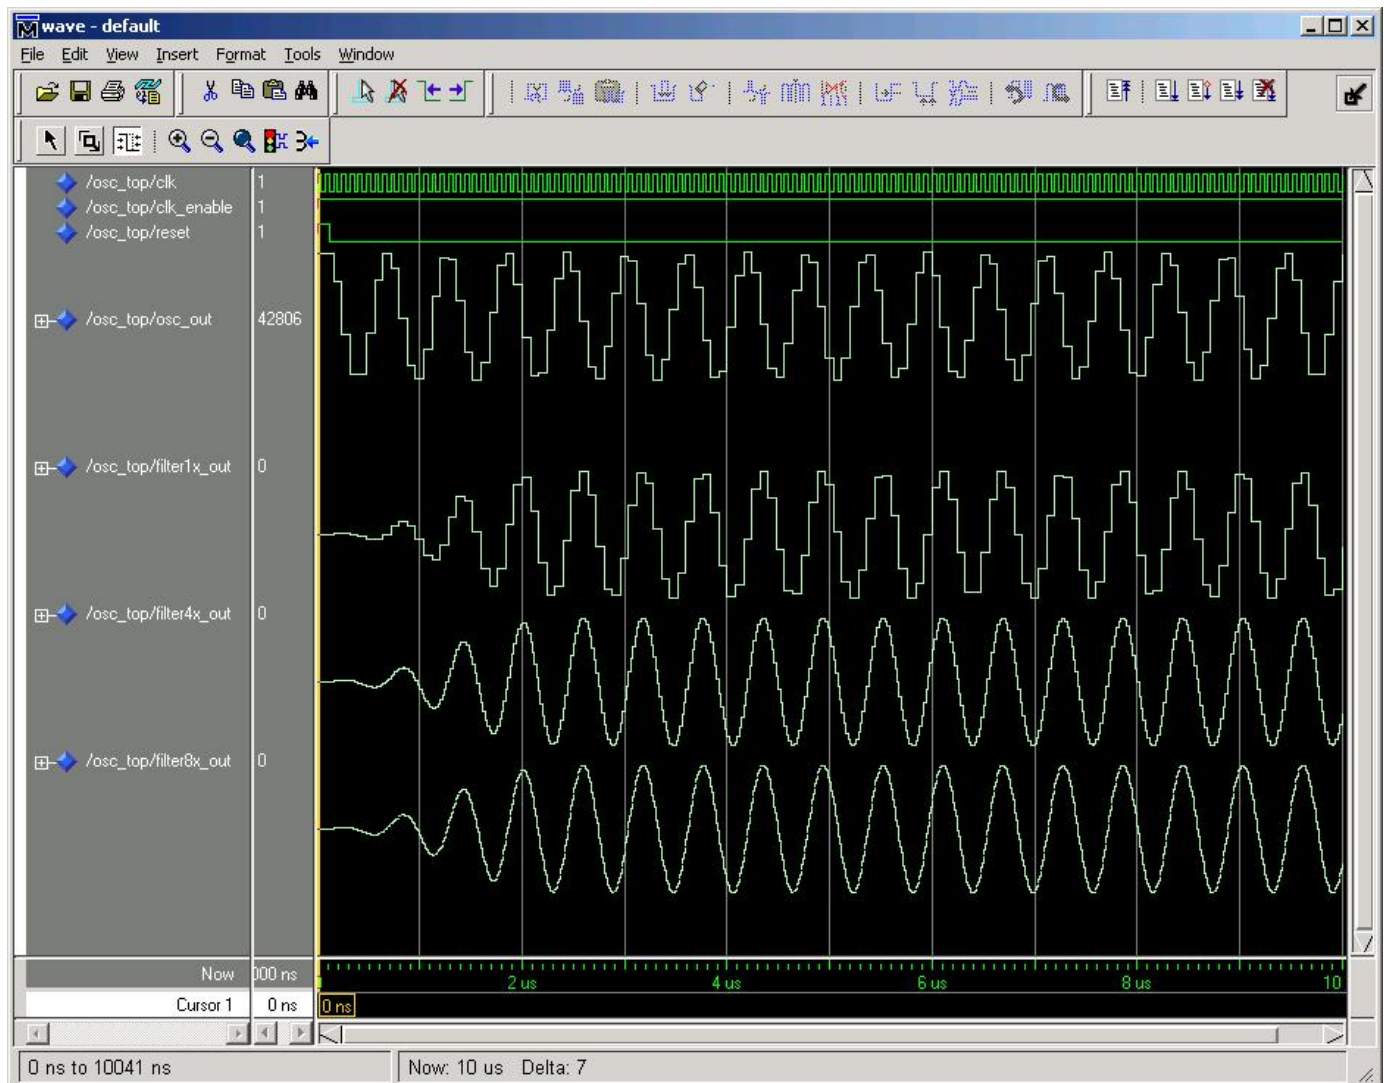 wave - default
File Edit View Insert Format Tools Window
/osc_top/clk 1
/osc_top/clk_enable 1
/osc_top/reset 1
/osc_top/osc_out 42806
/osc_top/filter1x_out 0
/osc_top/filter4x_out 0
/osc_top/filter8x_out 0
Now 000 ns 2 us 4 us 6 us 8 us 10
Cursor 1 0 ns 0 ns
0 ns to 10041 ns Now: 10 us Delta: 7